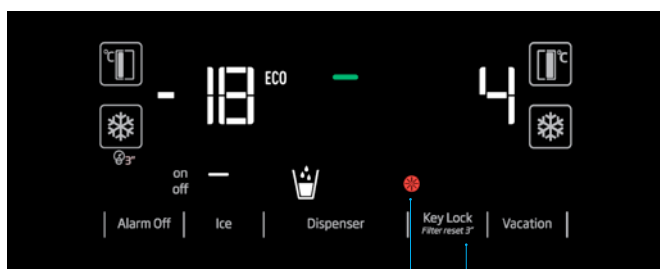 °C
°C
- 18 ECO
4
3"
on
off
Alarm Off
Ice
Dispenser
Key Lock
Filter reset 3"
Vacation